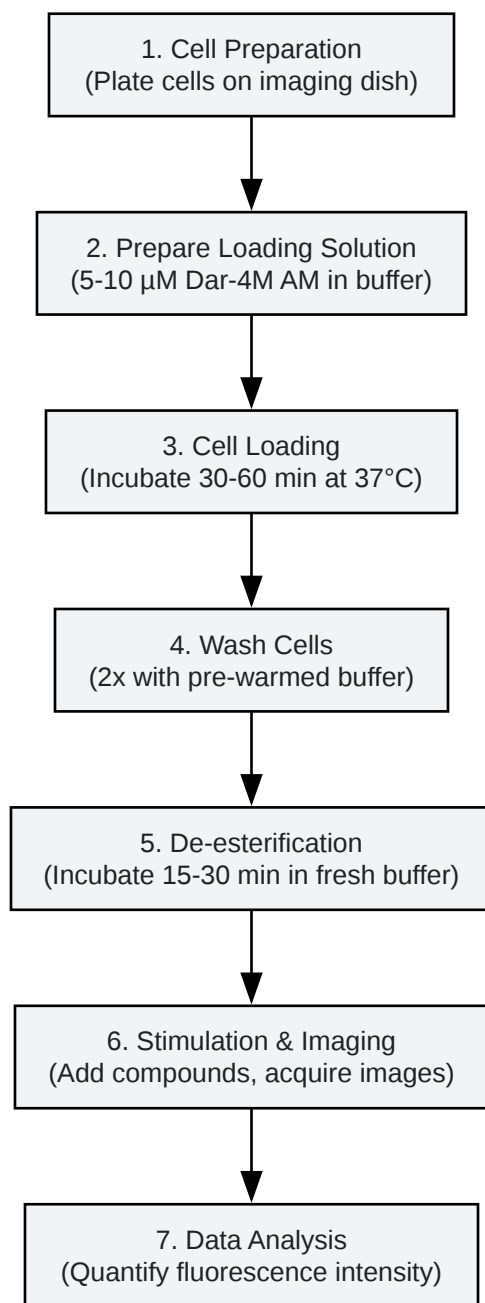 1. Cell Preparation
(Plate cells on imaging dish)
2. Prepare Loading Solution
(5-10 µM Dar-4M AM in buffer)
3. Cell Loading
(Incubate 30-60 min at 37°C)
4. Wash Cells
(2x with pre-warmed buffer)
5. De-esterification
(Incubate 15-30 min in fresh buffer)
6. Stimulation & Imaging
(Add compounds, acquire images)
7. Data Analysis
(Quantify fluorescence intensity)